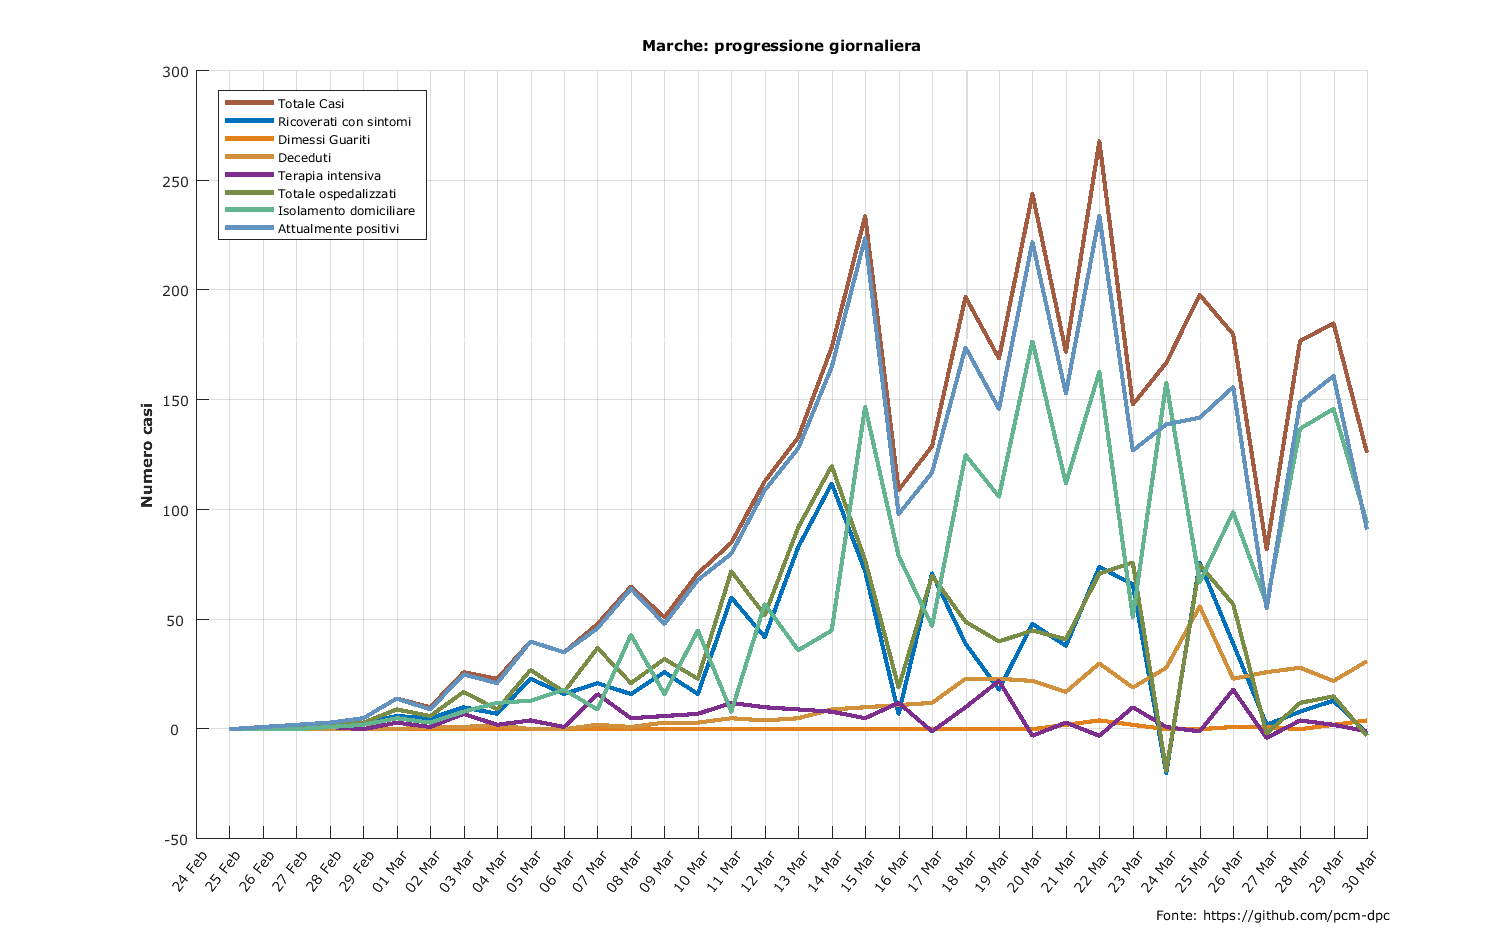 Marche: progressione giornaliera
300
250
200
150
100
50
0
-50
Numero casi
Totale Casi
Ricoverati con sintomi
Dimessi Guariti
Deceduti
Terapia intensiva
Totale ospedalizzati
Isolamento domiciliare
Attualmente positivi
24 Feb
25 Feb
26 Feb
27 Feb
28 Feb
29 Feb
01 Mar
02 Mar
03 Mar
04 Mar
05 Mar
06 Mar
07 Mar
08 Mar
09 Mar
10 Mar
11 Mar
12 Mar
13 Mar
14 Mar
15 Mar
16 Mar
17 Mar
18 Mar
19 Mar
20 Mar
21 Mar
22 Mar
23 Mar
24 Mar
25 Mar
26 Mar
27 Mar
28 Mar
29 Mar
30 Mar
Fonte: https://github.com/pcm-dpc